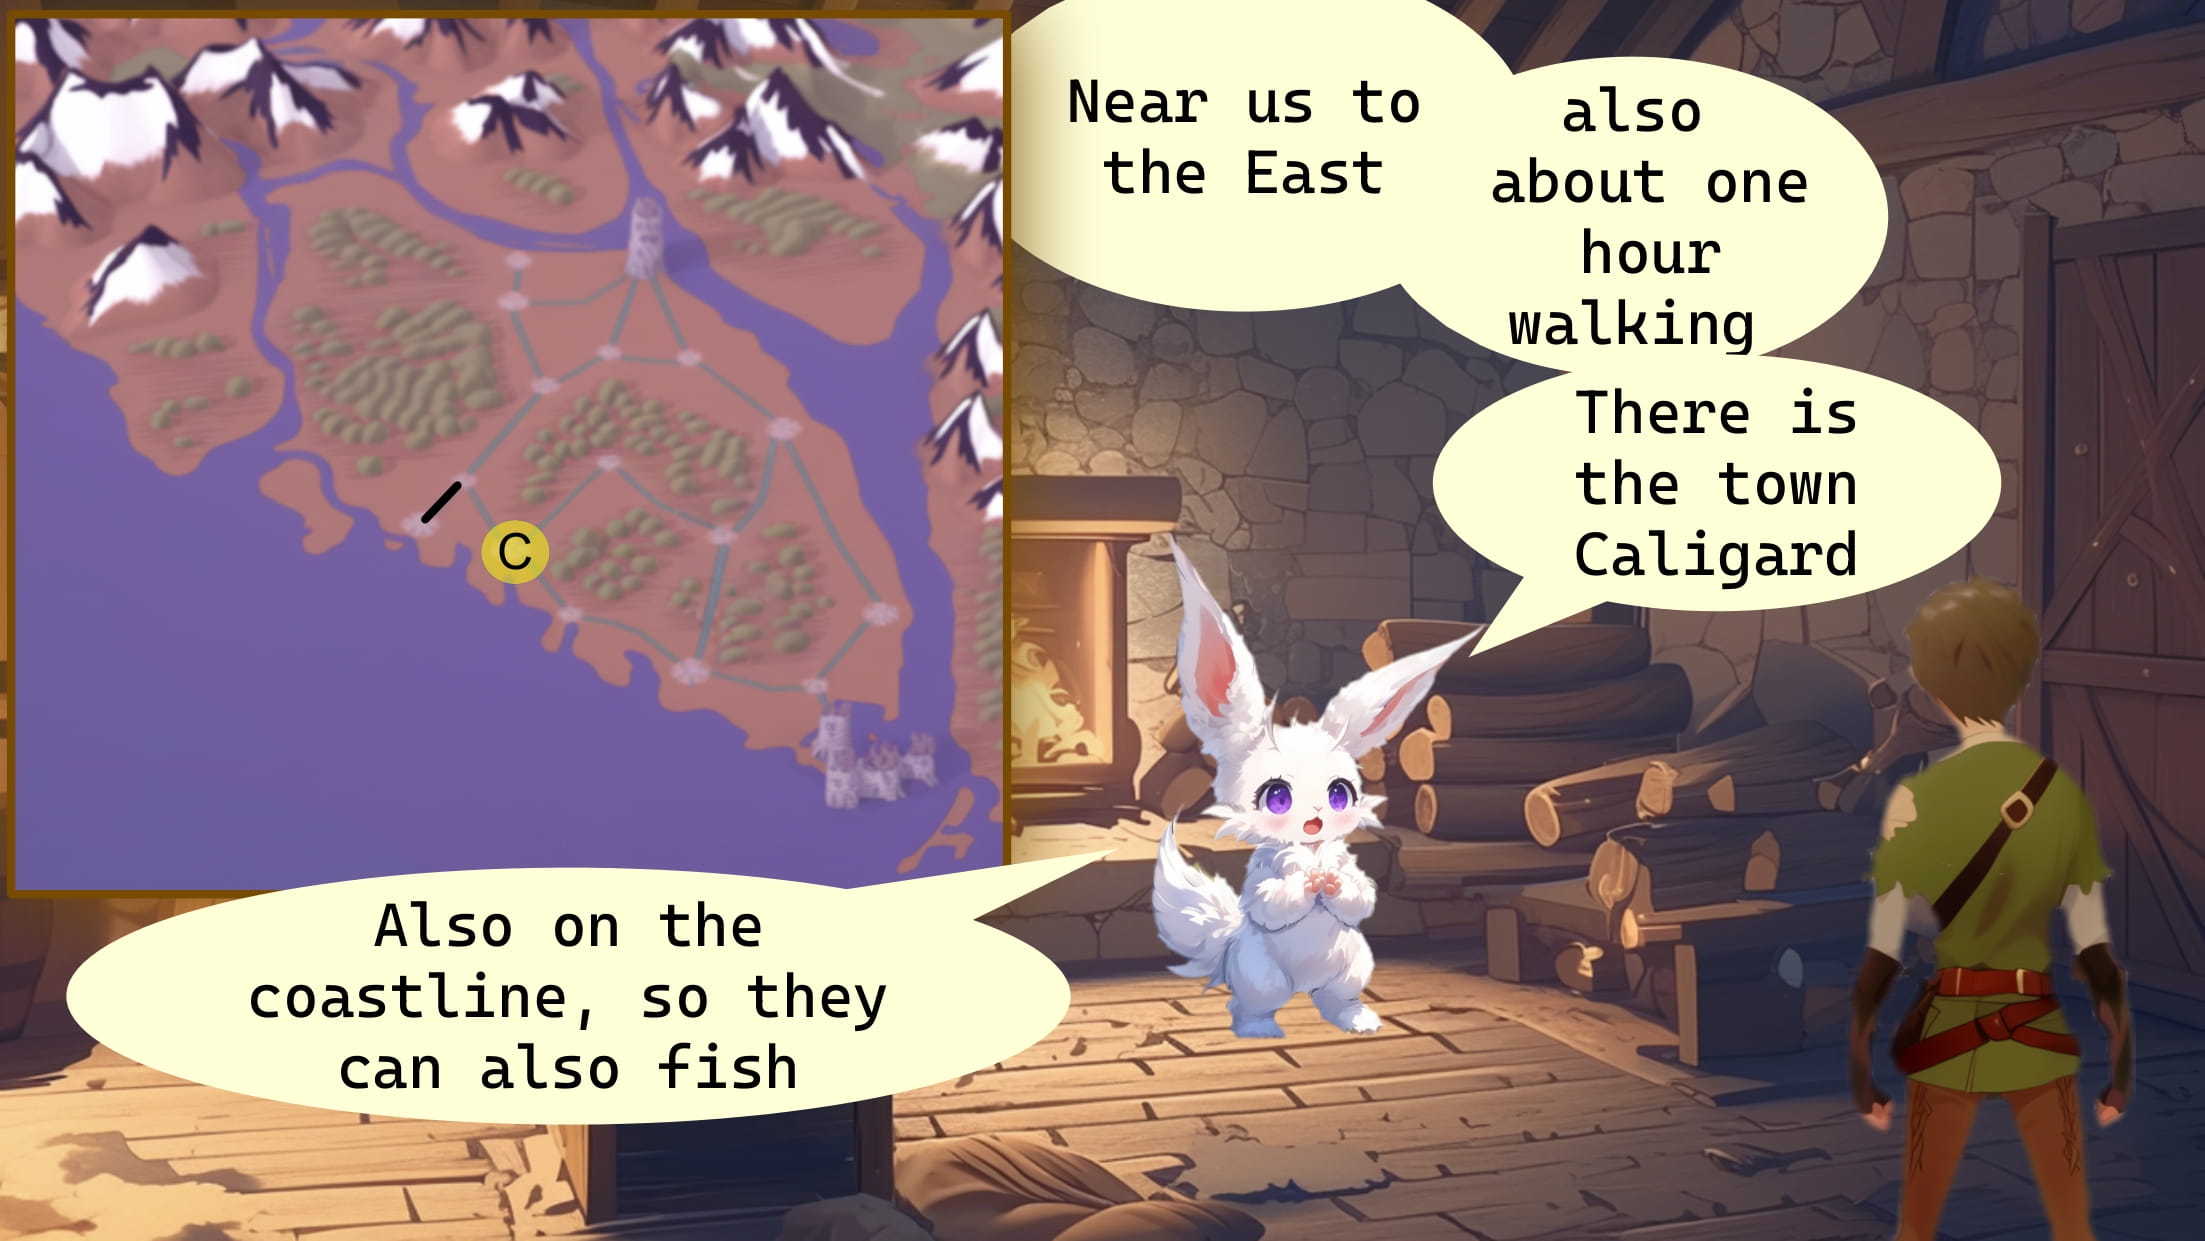 Near us to
the East
also
about one
hour
walking
There is
the town
Caligard
C
Also on the
coastline, so they
can also fish